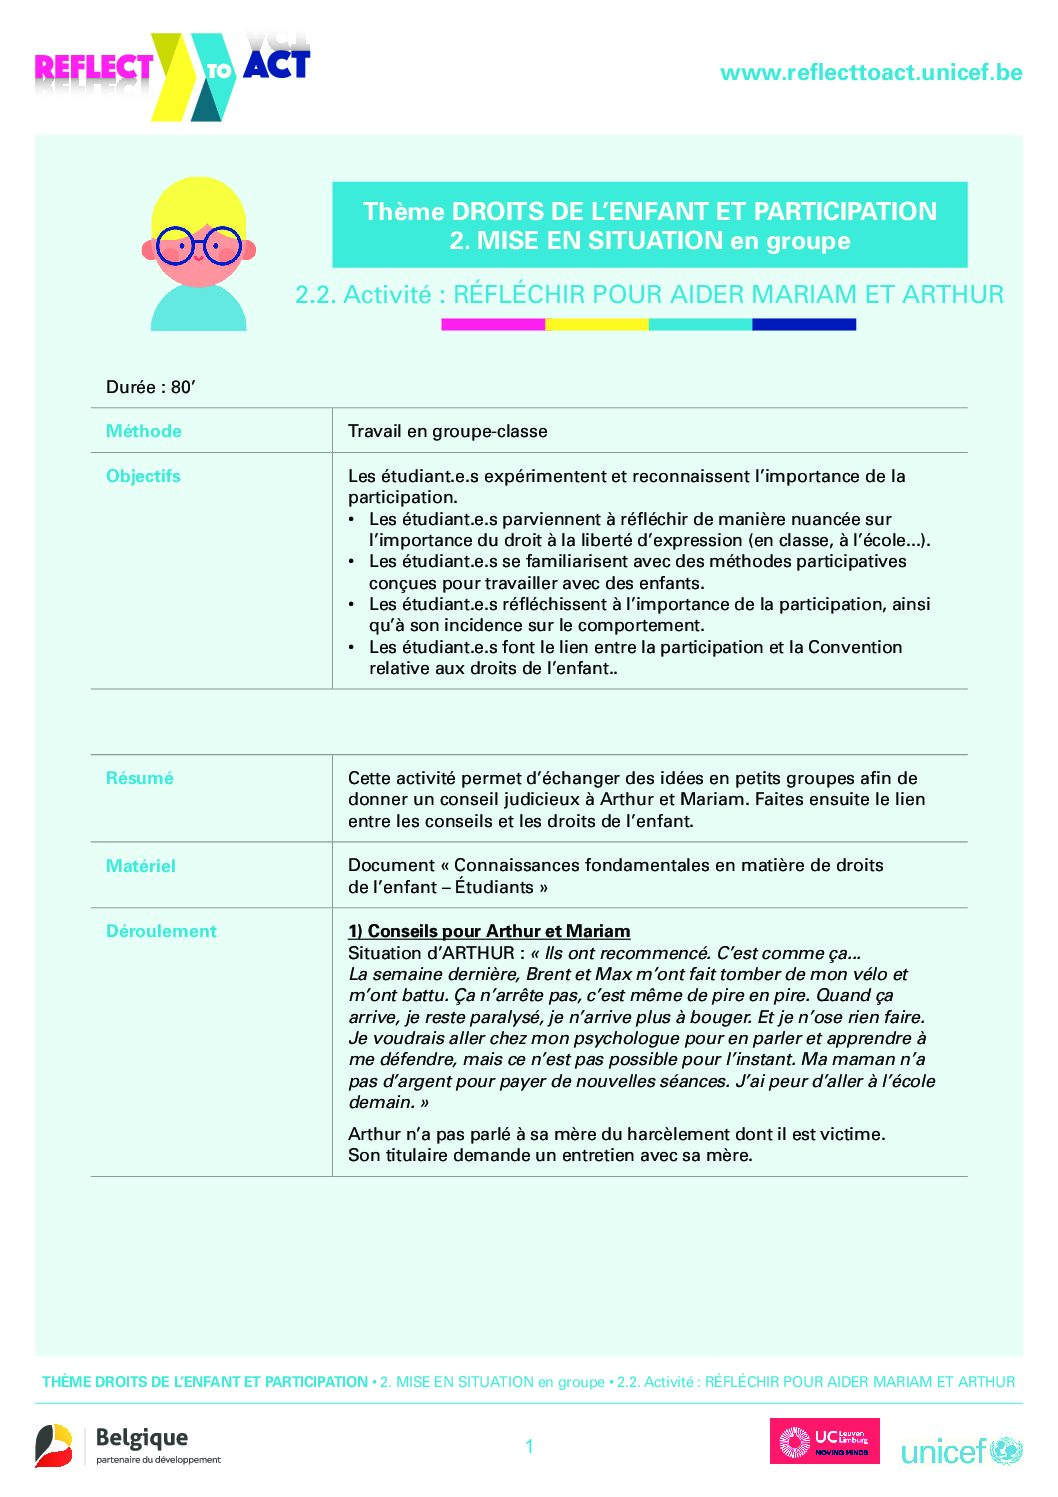 REFLECT TO ACT
www.reflecttoact.unicef.be
Thème DROITS DE L’ENFANT ET PARTICIPATION
2. MISE EN SITUATION en groupe
2.2. Activité : RÉFLÉCHIR POUR AIDER MARIAM ET ARTHUR
Durée : 80’
Méthode
Travail en groupe-classe
Objectifs
Les étudiant.e.s expérimentent et reconnaissent l’importance de la
participation.
• Les étudiant.e.s parviennent à réfléchir de manière nuancée sur
l’importance du droit à la liberté d’expression (en classe, à l’école...).
• Les étudiant.e.s se familiarisent avec des méthodes participatives
conçues pour travailler avec des enfants.
• Les étudiant.e.s réfléchissent à l’importance de la participation, ainsi
qu’à son incidence sur le comportement.
• Les étudiant.e.s font le lien entre la participation et la Convention
relative aux droits de l’enfant..
Résumé
Cette activité permet d’échanger des idées en petits groupes afin de
donner un conseil judicieux à Arthur et Mariam. Faites ensuite le lien
entre les conseils et les droits de l’enfant.
Matériel
Document « Connaissances fondamentales en matière de droits
de l’enfant – Étudiants »
Déroulement
1) Conseils pour Arthur et Mariam
Situation d’ARTHUR : « Ils ont recommencé. C’est comme ça...
La semaine dernière, Brent et Max m’ont fait tomber de mon vélo et
m’ont battu. Ça n’arrête pas, c’est même de pire en pire. Quand ça
arrive, je reste paralysé, je n’arrive plus à bouger. Et je n’ose rien faire.
Je voudrais aller chez mon psychologue pour en parler et apprendre à
me défendre, mais ce n’est pas possible pour l’instant. Ma maman n’a
pas d’argent pour payer de nouvelles séances. J’ai peur d’aller à l’école
demain. »
Arthur n’a pas parlé à sa mère du harcèlement dont il est victime.
Son titulaire demande un entretien avec sa mère.
THÈME DROITS DE L’ENFANT ET PARTICIPATION • 2. MISE EN SITUATION en groupe • 2.2. Activité : RÉFLÉCHIR POUR AIDER MARIAM ET ARTHUR
Belgique
partenaire du développement
1
UC Leuven
Limburg
MOVING MINDS
unicef